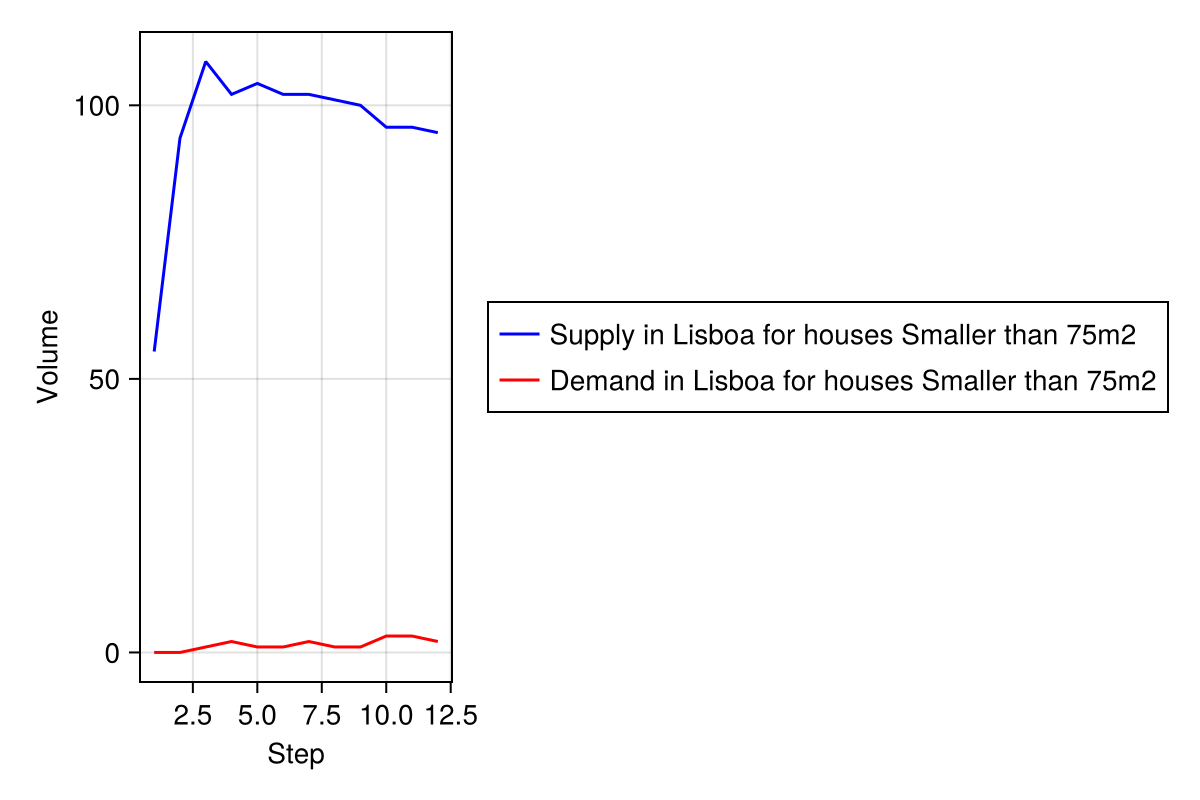 100
50
0
Volume
2.5 5.0 7.5 10.0 12.5
Step
Supply in Lisboa for houses Smaller than 75m2
Demand in Lisboa for houses Smaller than 75m2